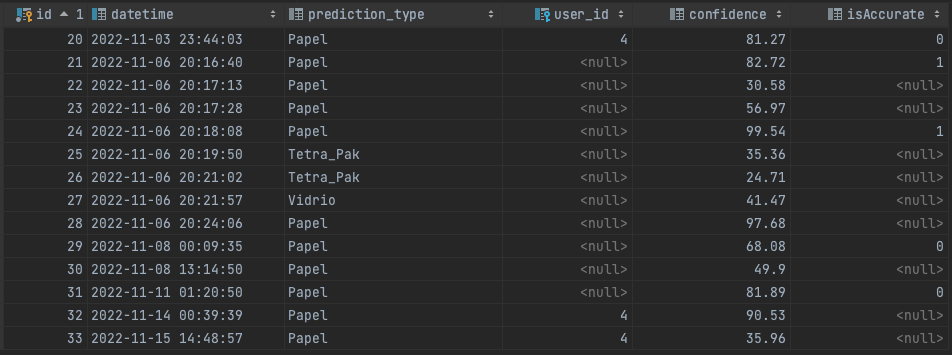 id 1 datetime prediction_type user_id confidence isAccurate
20 2022-11-03 23:44:03 Papel 4 81.27 0
21 2022-11-06 20:16:40 Papel <null> 82.72 1
22 2022-11-06 20:17:13 Papel <null> 30.58 <null>
23 2022-11-06 20:17:28 Papel <null> 56.97 <null>
24 2022-11-06 20:18:08 Papel <null> 99.54 1
25 2022-11-06 20:19:50 Tetra_Pak <null> 35.36 <null>
26 2022-11-06 20:21:02 Tetra_Pak <null> 24.71 <null>
27 2022-11-06 20:21:57 Vidrio <null> 41.47 <null>
28 2022-11-06 20:24:06 Papel <null> 97.68 <null>
29 2022-11-08 00:09:35 Papel <null> 68.08 0
30 2022-11-08 13:14:50 Papel <null> 49.9 <null>
31 2022-11-11 01:20:50 Papel <null> 81.89 0
32 2022-11-14 00:39:39 Papel 4 90.53 <null>
33 2022-11-15 14:48:57 Papel 4 35.96 <null>